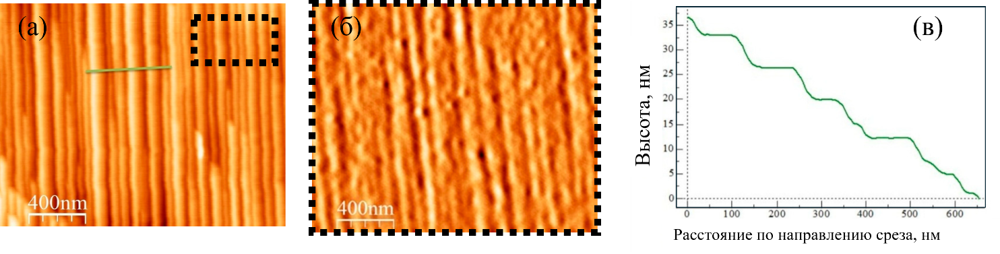 (а)
400nm
(б)
400nm
(в)
Высота, нм
35
30
25
20
15
10
5
0
0 100 200 300 400 500 600
Расстояние по направлению среза, нм